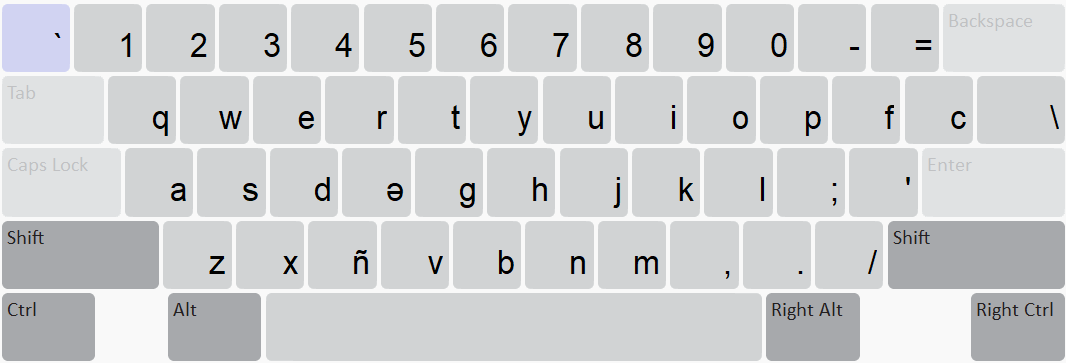 ` 1 2 3 4 5 6 7 8 9 0 - = Backspace
Tab q w e r t y u i o p f c \
Caps Lock a s d ə g h j k l ; ' Enter
Shift z x ñ v b n m , . / Shift
Ctrl Alt Right Alt Right Ctrl